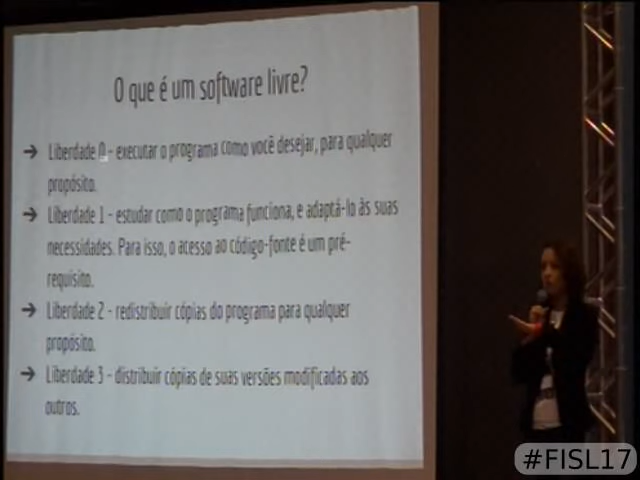 O que é um software livre?
→ Liberdade 0 - executar o programa como você desejar, para qualquer
propósito.
→ Liberdade 1 - estudar como o programa funciona, e adaptá-lo às suas
necessidades. Para isso, o acesso ao código-fonte é um pré-
requisito.
→ Liberdade 2 - redistribuir cópias do programa para qualquer
propósito.
→ Liberdade 3 - distribuir cópias de suas versões modificadas aos
outros.
#FISL17